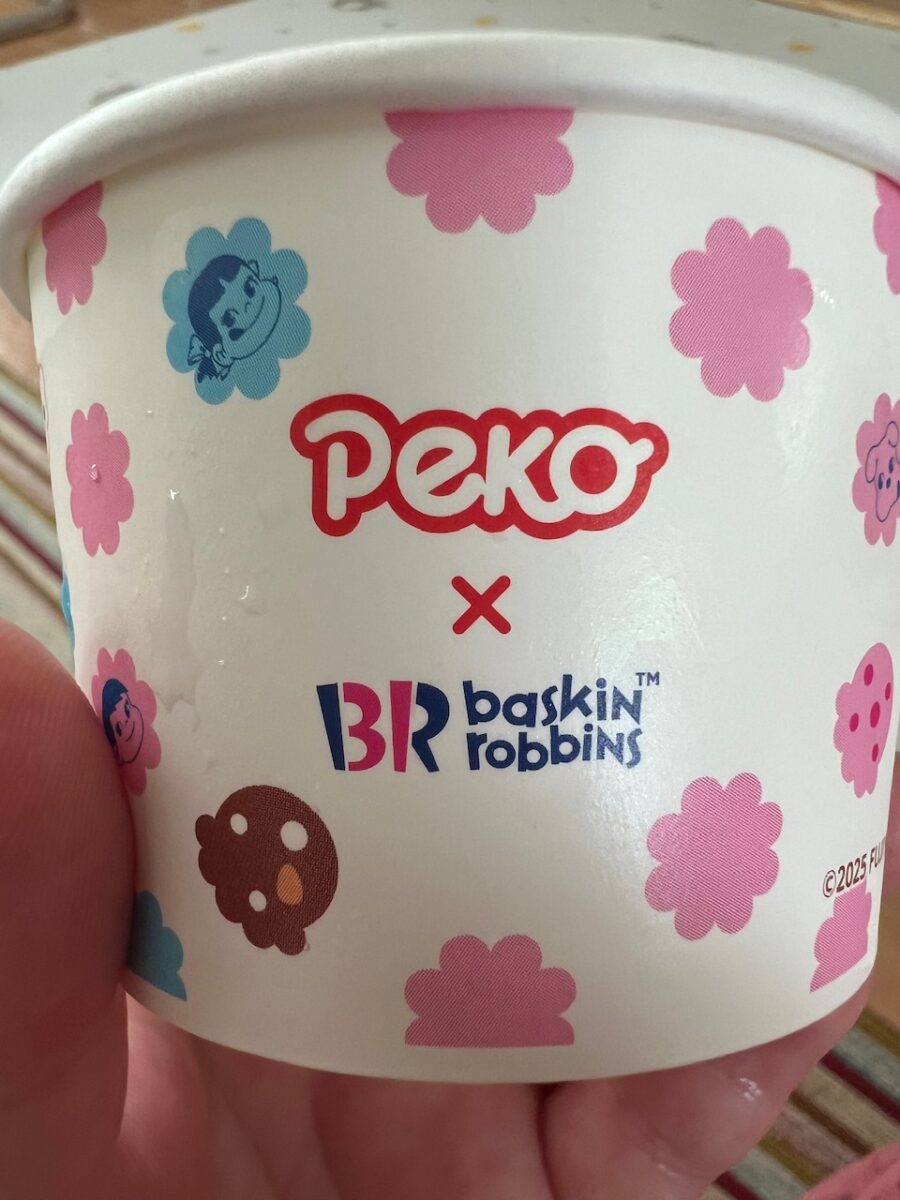 Peko
×
BR baskin™
robbins
©2025